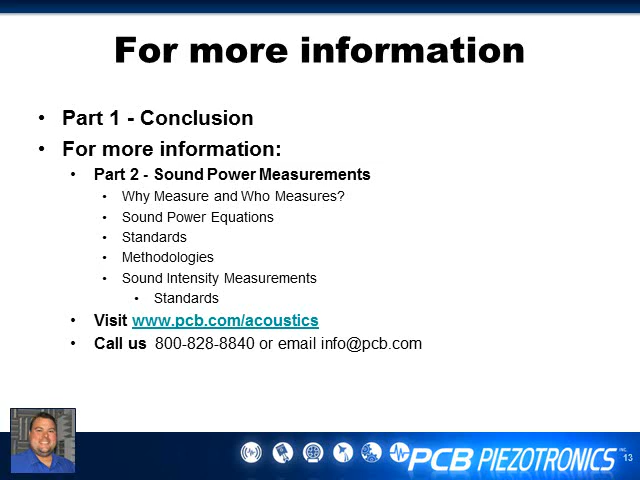 For more information
• Part 1 - Conclusion
• For more information:
• Part 2 - Sound Power Measurements
• Why Measure and Who Measures?
• Sound Power Equations
• Standards
• Methodologies
• Sound Intensity Measurements
• Standards
• Visit www.pcb.com/acoustics
• Call us 800-828-8840 or email info@pcb.com
PCB PIEZOTRONICS INC.
13